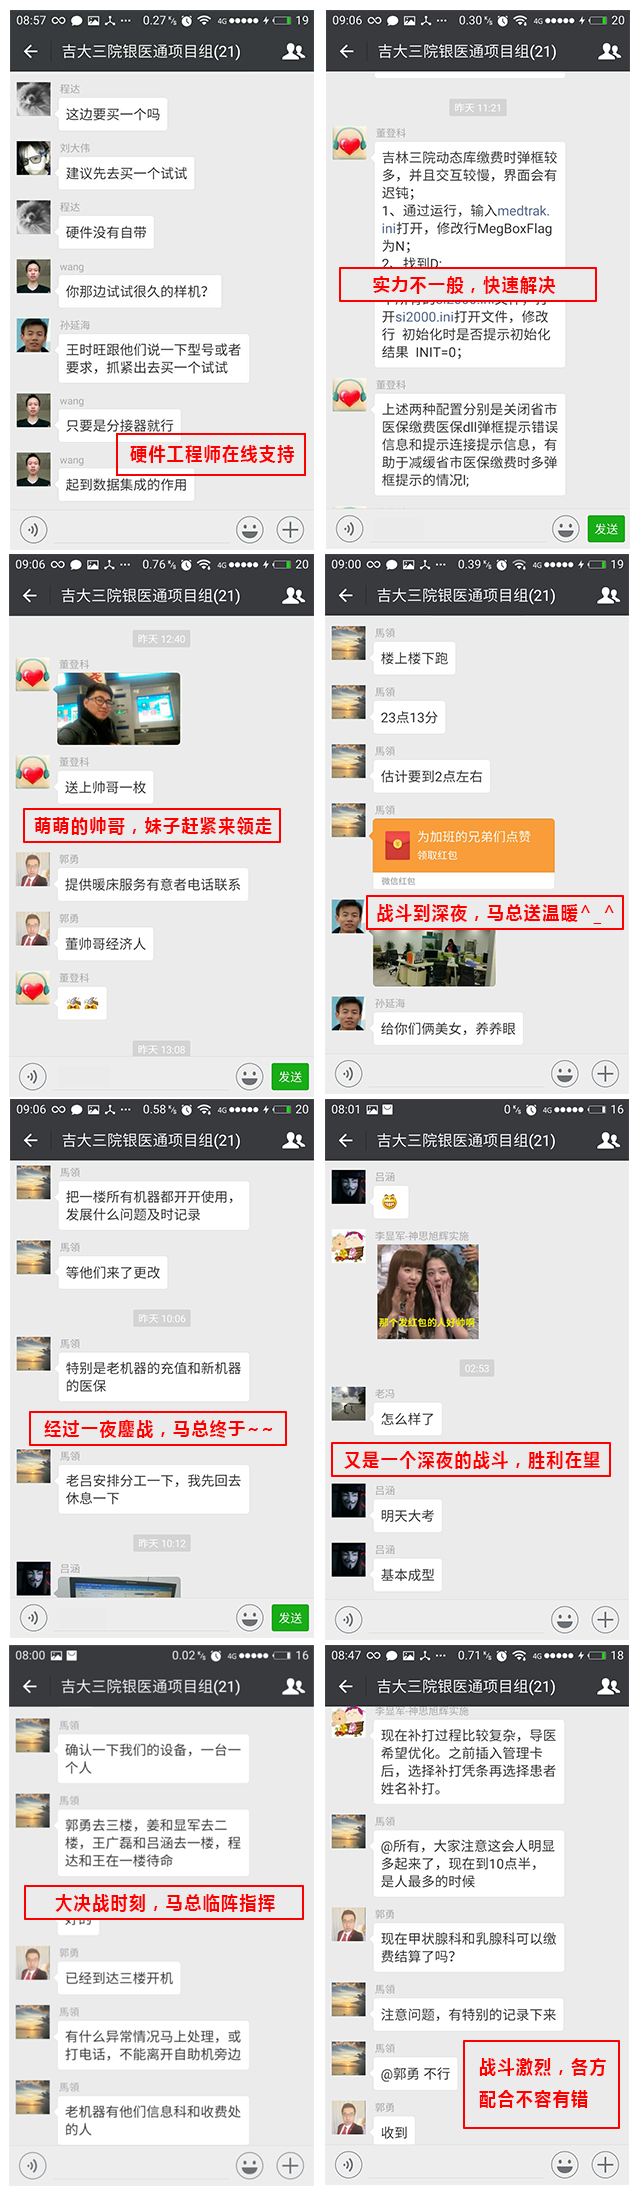 08:57 0.27 K/s 4G 19
吉大三院银医通项目组(21)
程达
这边要买一个吗
刘大伟
建议先去买一个试试
程达
硬件没有自带
wang
你那边试试很久的样机？
孙延海
王时旺跟他们说一下型号或者
要求，抓紧出去买一个试试
wang
只要是分接器就行
硬件工程师在线支持
wang
起到数据集成的作用
09:06 0.30 K/s 4G 20
吉大三院银医通项目组(21)
昨天 11:21
董登科
吉林三院动态库缴费时弹框较
多，并且交互较慢，界面会有
迟钝；
1、通过运行，输入medtrak.
ini打开，修改行MegBoxFlag
为N；
2、找到D:
实力不一般，快速解决
开si2000.ini打开文件，修改
行 初始化时是否提示初始化
结果 INIT=0；
董登科
上述两种配置分别是关闭省市
医保缴费医保dll弹框提示错误
信息和提示连接提示信息，有
助于减缓省市医保缴费时多弹
框提示的情况l;
发送
09:06 0.76 K/s 4G 20
吉大三院银医通项目组(21)
昨天 12:40
董登科
董登科
送上帅哥一枚
萌萌的帅哥，妹子赶紧来领走
郭勇
提供暖床服务有意者电话联系
郭勇
董帅哥经济人
董登科
昨天 13:08
发送
09:00 0.39 K/s 4G 19
吉大三院银医通项目组(21)
馬領
楼上楼下跑
馬領
23点13分
馬領
估计要到2点左右
馬領
为加班的兄弟们点赞
领取红包
微信红包
战斗到深夜，马总送温暖^_^
孙延海
给你们俩美女，养养眼
09:06 0.58 K/s 4G 20
吉大三院银医通项目组(21)
馬領
把一楼所有机器都开开使用，
发展什么问题及时记录
馬領
等他们来了更改
昨天 10:06
馬領
特别是老机器的充值和新机器
的医保
经过一夜鏖战，马总终于~~
馬領
老吕安排分工一下，我先回去
休息一下
昨天 10:12
吕涵
发送
08:01 0 K/s 4G 16
吉大三院银医通项目组(21)
吕涵
李显军-神思旭辉实施
那个发红包的人好帅啊
02:53
老冯
怎么样了
又是一个深夜的战斗，胜利在望
吕涵
明天大考
吕涵
基本成型
08:00 0.02 K/s 4G 16
吉大三院银医通项目组(21)
馬領
确认一下我们的设备，一台一
个人
馬領
郭勇去三楼，姜和显军去二
楼，王广磊和吕涵去一楼，程
达和王在一楼待命
大决战时刻，马总临阵指挥
好的
郭勇
已经到达三楼开机
馬領
有什么异常情况马上处理，或
打电话，不能离开自助机旁边
馬領
老机器有他们信息科和收费处
的人
08:47 0.71 K/s 4G 18
吉大三院银医通项目组(21)
李显军-神思旭辉实施
现在补打过程比较复杂，导医
希望优化。之前插入管理卡
后，选择补打凭条再选择患者
姓名补打。
馬領
@所有，大家注意这会人明显
多起来了，现在到10点半，
是人最多的时候
郭勇
现在甲状腺科和乳腺科可以缴
费结算了吗？
馬領
注意问题，有特别的记录下来
馬領
@郭勇 不行
战斗激烈，各方
配合不容有错
郭勇
收到